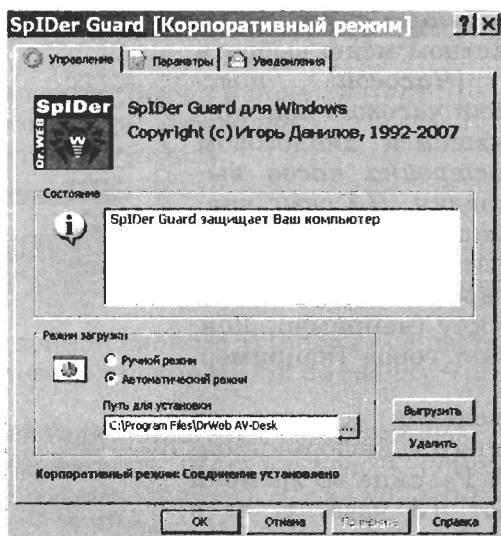 SpIDer Guard [Корпоративный режим]
Управление
Параметры
Уведомления
SpIDer
Dr.WEB
SpIDer Guard для Windows
Copyright (c) Игорь Данилов, 1992-2007
Состояние
SpIDer Guard защищает Ваш компьютер
Режим загрузки
Ручной режим
Автоматический режим
Путь для установки
C:\Program Files\DrWeb AV-Desk
...
Выгрузить
Удалить
Корпоративный режим: Соединение установлено
OK
Отмена
Применить
Справка